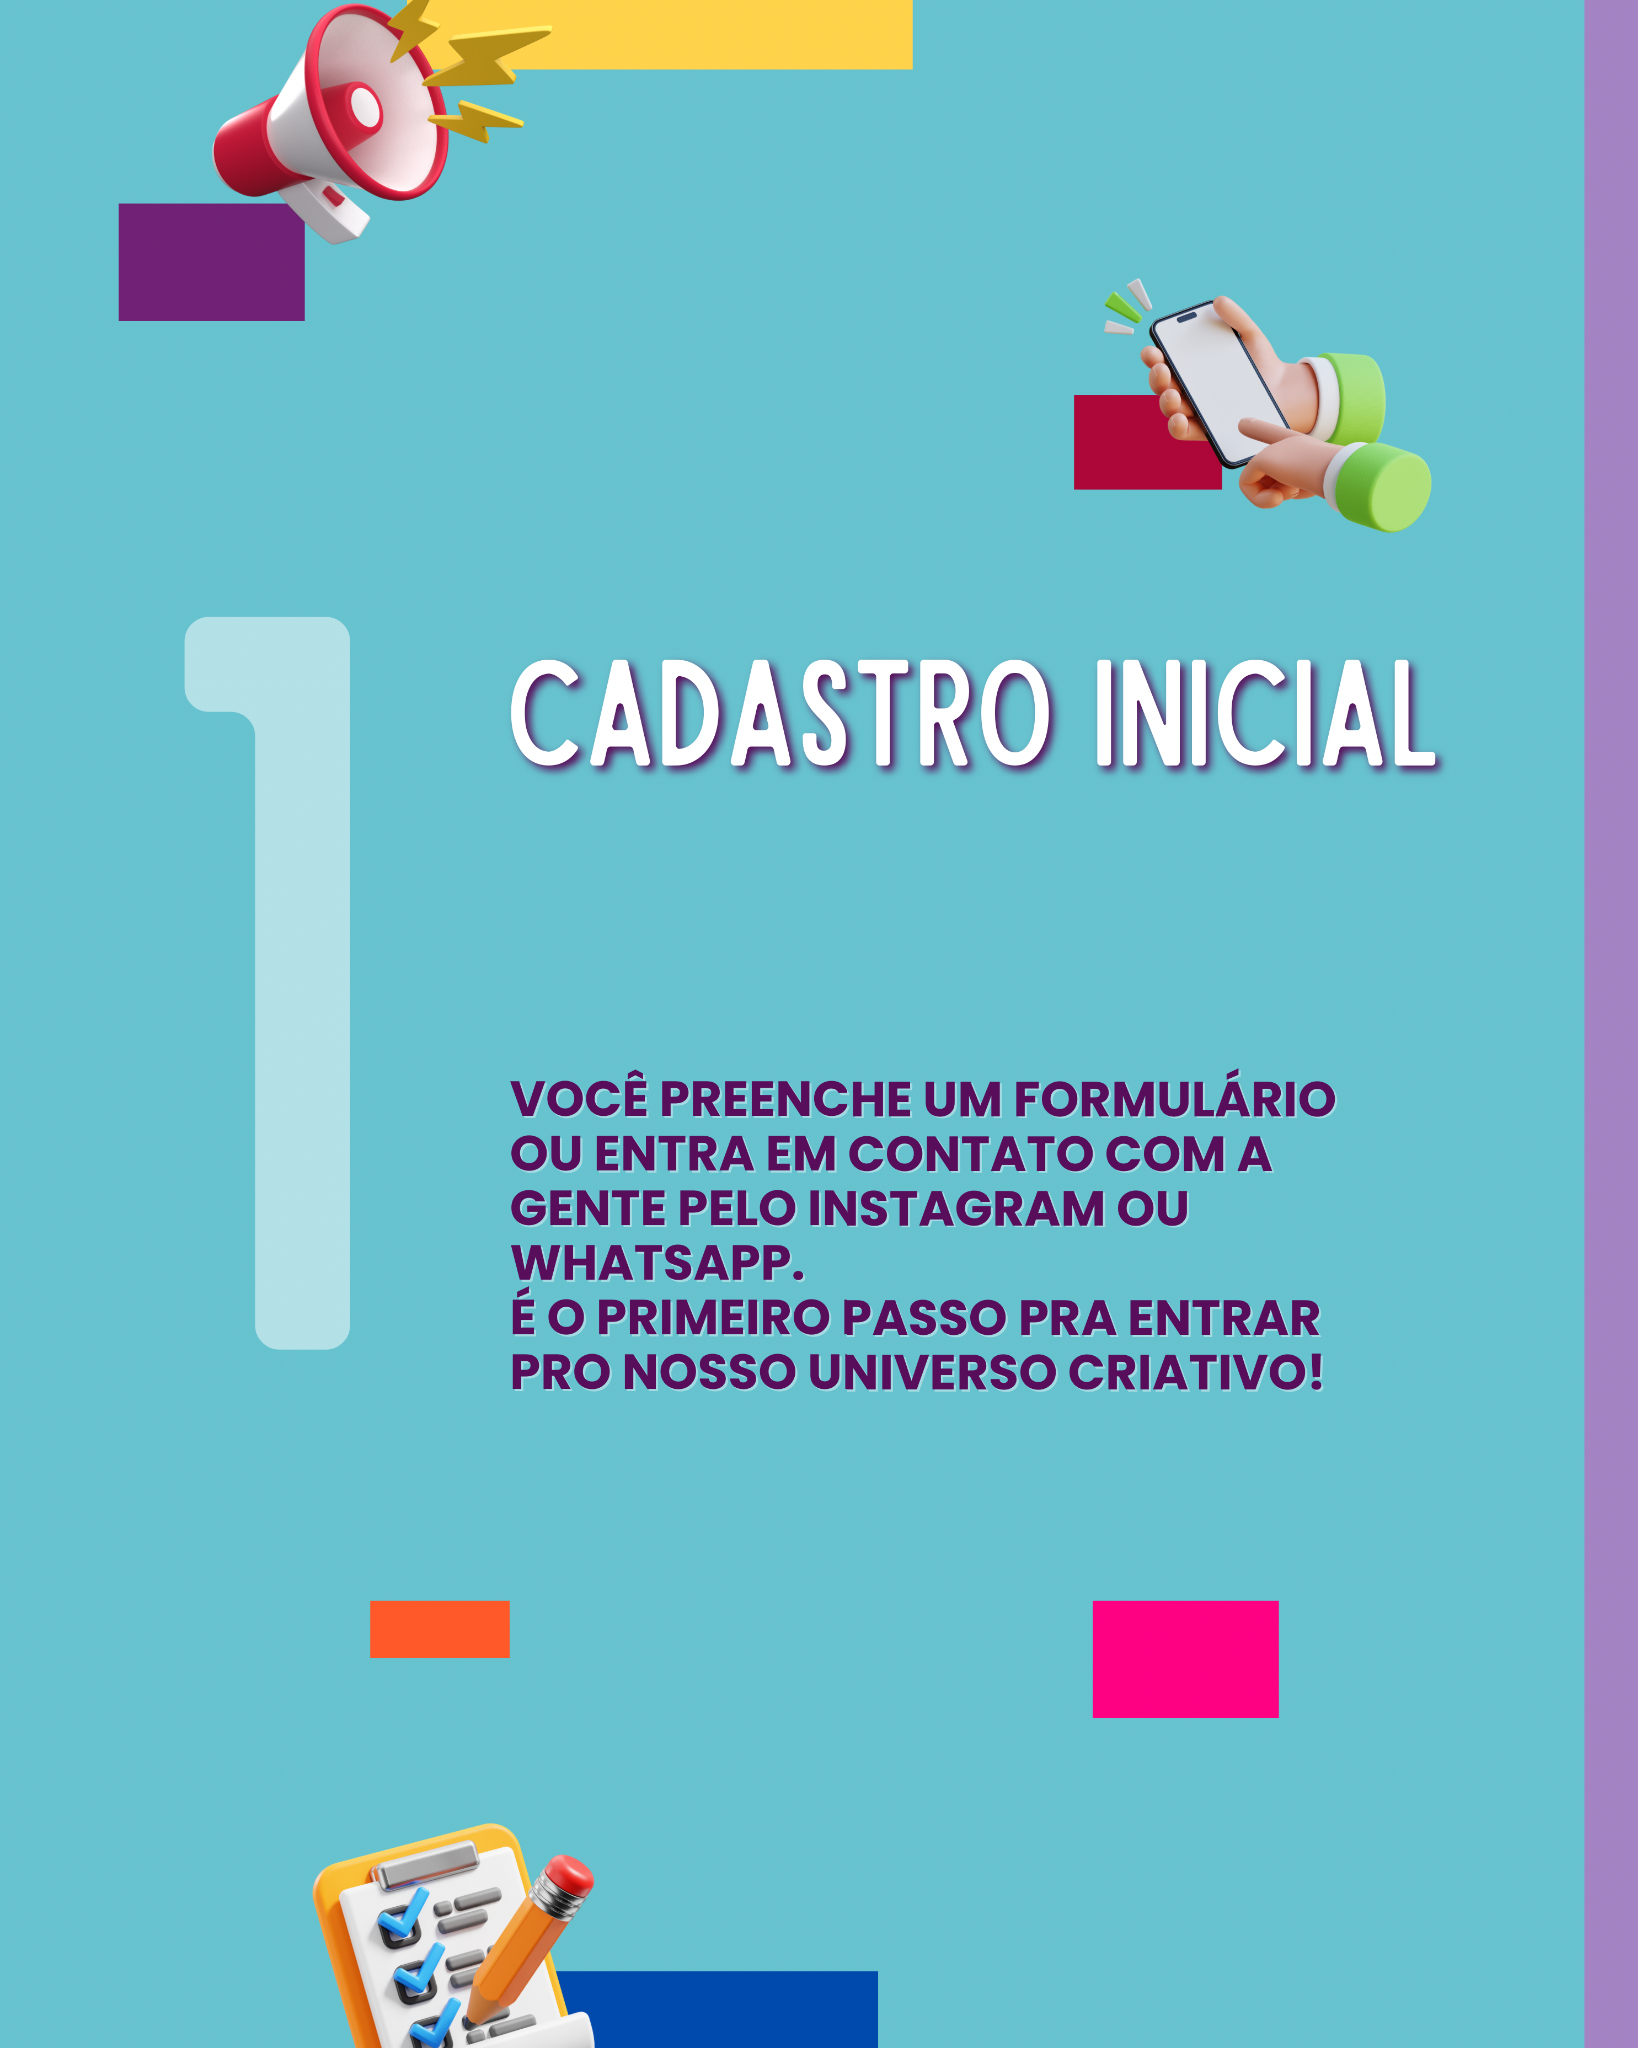 1
CADASTRO INICIAL
VOCÊ PREENCHE UM FORMULÁRIO
OU ENTRA EM CONTATO COM A
GENTE PELO INSTAGRAM OU
WHATSAPP.
É O PRIMEIRO PASSO PRA ENTRAR
PRO NOSSO UNIVERSO CRIATIVO!